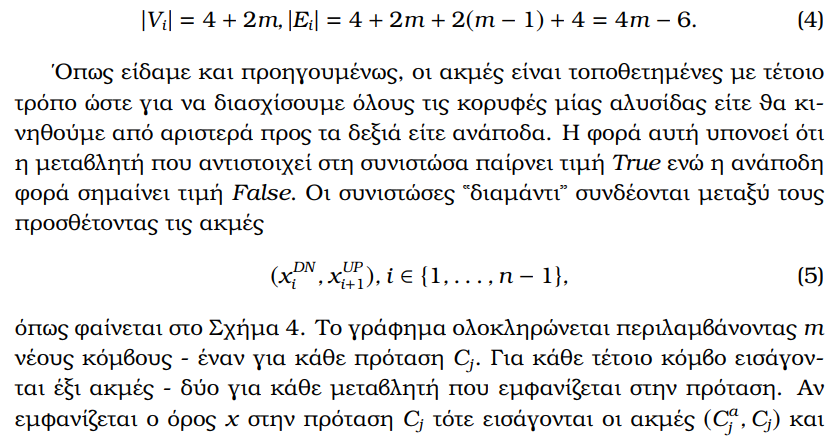 |V_i| = 4 + 2m, |E_i| = 4 + 2m + 2(m − 1) + 4 = 4m − 6. (4)
Όπως είδαμε και προηγουμένως, οι ακμές είναι τοποθετημένες με τέτοιο
τρόπο ώστε για να διασχίσουμε όλους τις κορυφές μίας αλυσίδας είτε θα κι-
νηθούμε από αριστερά προς τα δεξιά είτε ανάποδα. Η φορά αυτή υπονοεί ότι
η μεταβλητή που αντιστοιχεί στη συνιστώσα παίρνει τιμή True ενώ η ανάποδη
φορά σημαίνει τιμή False. Οι συνιστώσες “διαμάντι” συνδέονται μεταξύ τους
προσθέτοντας τις ακμές
(x_i^{DN}, x_{i+1}^{UP}), i ∈ {1, . . . , n − 1}, (5)
όπως φαίνεται στο Σχήμα 4. Το γράφημα ολοκληρώνεται περιλαμβάνοντας m
νέους κόμβους - έναν για κάθε πρόταση C_j. Για κάθε τέτοιο κόμβο εισάγον-
ται έξι ακμές - δύο για κάθε μεταβλητή που εμφανίζεται στην πρόταση. Αν
εμφανίζεται ο όρος x στην πρόταση C_j τότε εισάγονται οι ακμές (C_j^a, C_j) και